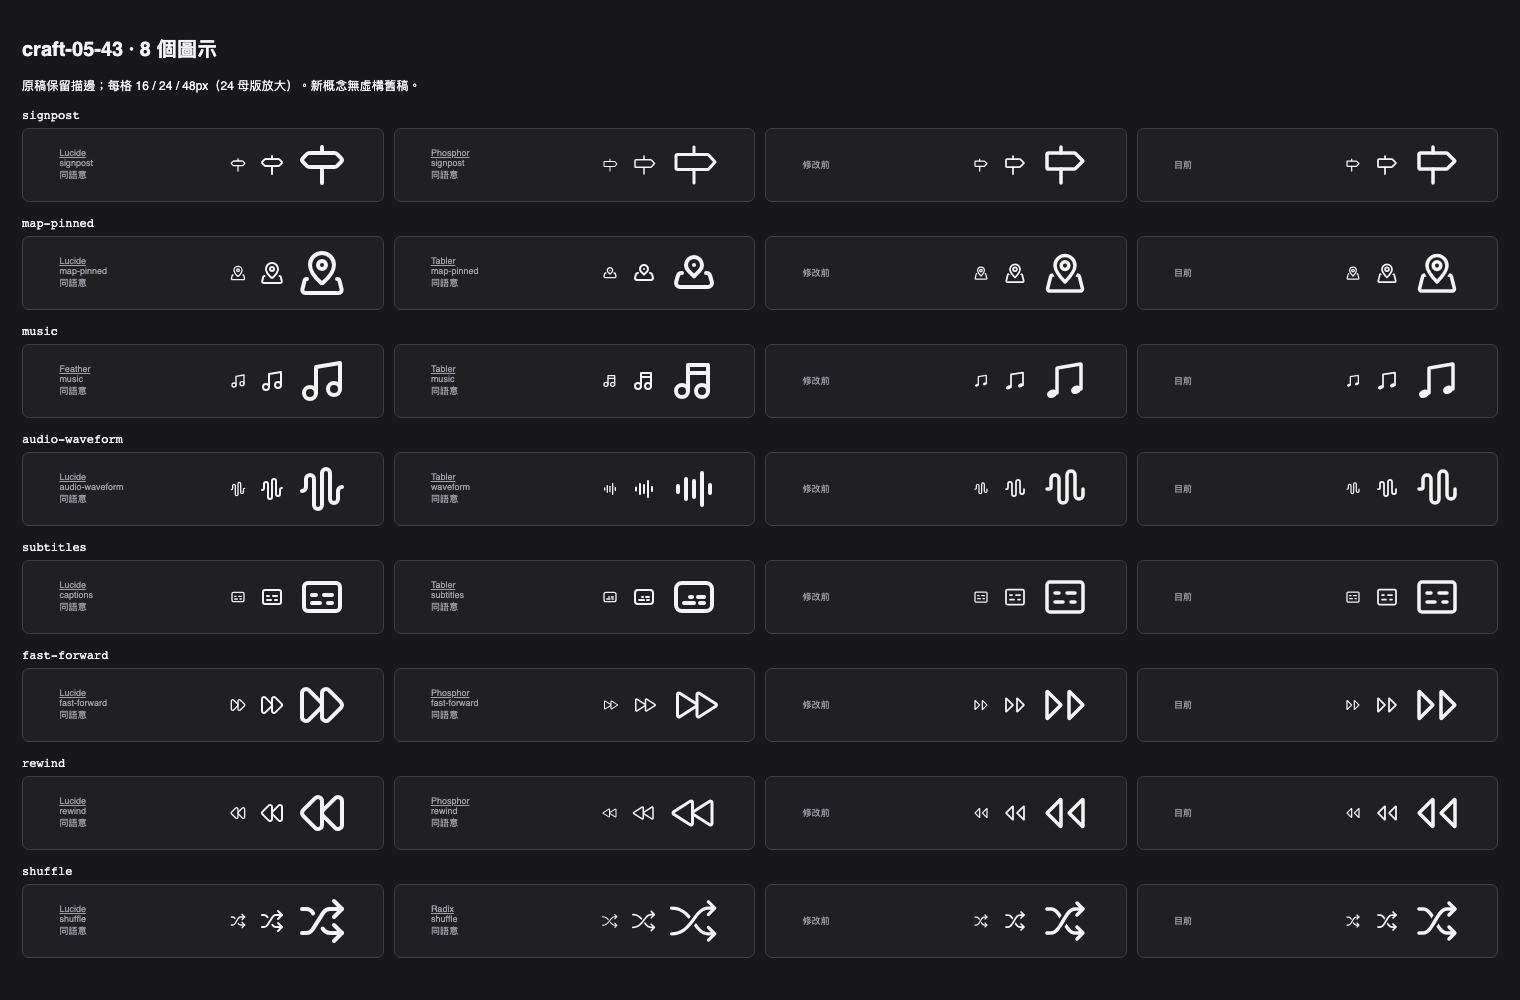 craft-05-43 · 8 個圖示
原稿保留描邊；每格 16 / 24 / 48px（24 母版放大）。新概念無虛構舊稿。
signpost
Lucide
signpost
同語意
Phosphor
signpost
同語意
修改前
目前
map-pinned
Lucide
map-pinned
同語意
Tabler
map-pinned
同語意
修改前
目前
music
Feather
music
同語意
Tabler
music
同語意
修改前
目前
audio-waveform
Lucide
audio-waveform
同語意
Tabler
waveform
同語意
修改前
目前
subtitles
Lucide
captions
同語意
Tabler
subtitles
同語意
修改前
目前
fast-forward
Lucide
fast-forward
同語意
Phosphor
fast-forward
同語意
修改前
目前
rewind
Lucide
rewind
同語意
Phosphor
rewind
同語意
修改前
目前
shuffle
Lucide
shuffle
同語意
Radix
shuffle
同語意
修改前
目前